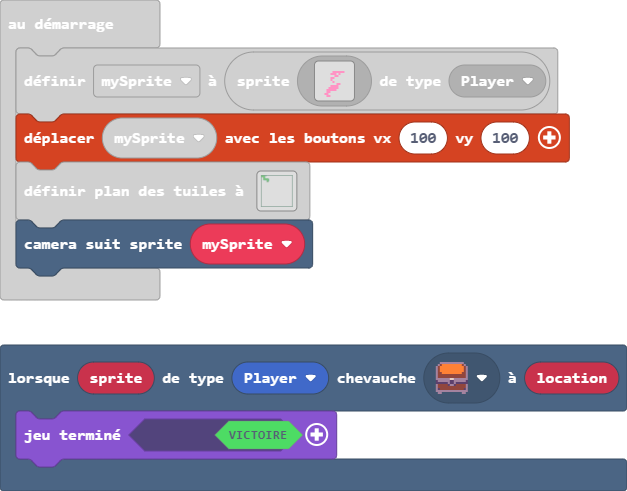 au démarrage
définir mySprite à sprite de type Player
déplacer mySprite avec les boutons vx 100 vy 100
définir plan des tuiles à
camera suit sprite mySprite
lorsque sprite de type Player chevauche à location
jeu terminé VICTOIRE